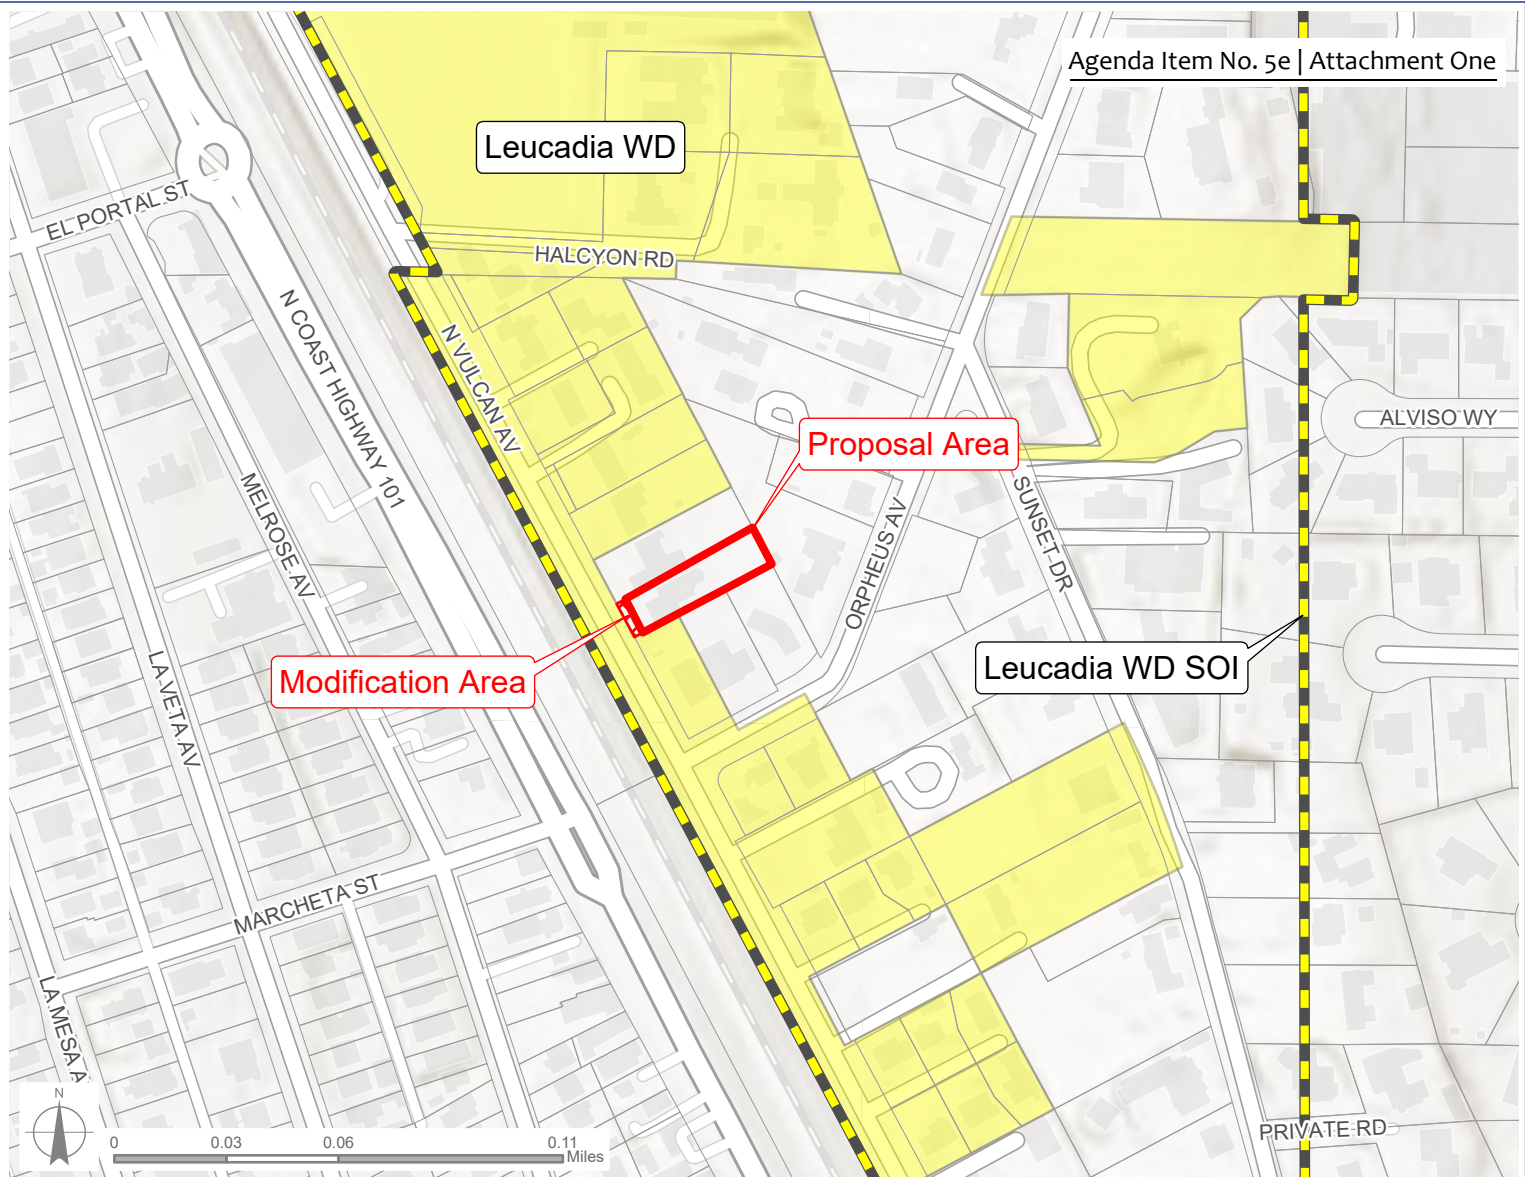 Agenda Item No. 5e | Attachment One
Leucadia WD
EL PORTAL ST
HALCYON RD
N COAST HIGHWAY 101
N VULCAN AV
ALVISO WY
Proposal Area
MELROSE AV
SUNSET DR
ORPHEUS AV
LA VETA AV
Modification Area
Leucadia WD SOI
MARCHETA ST
LA MESA A
N
PRIVATE RD
0 0.03 0.06 0.11
Miles